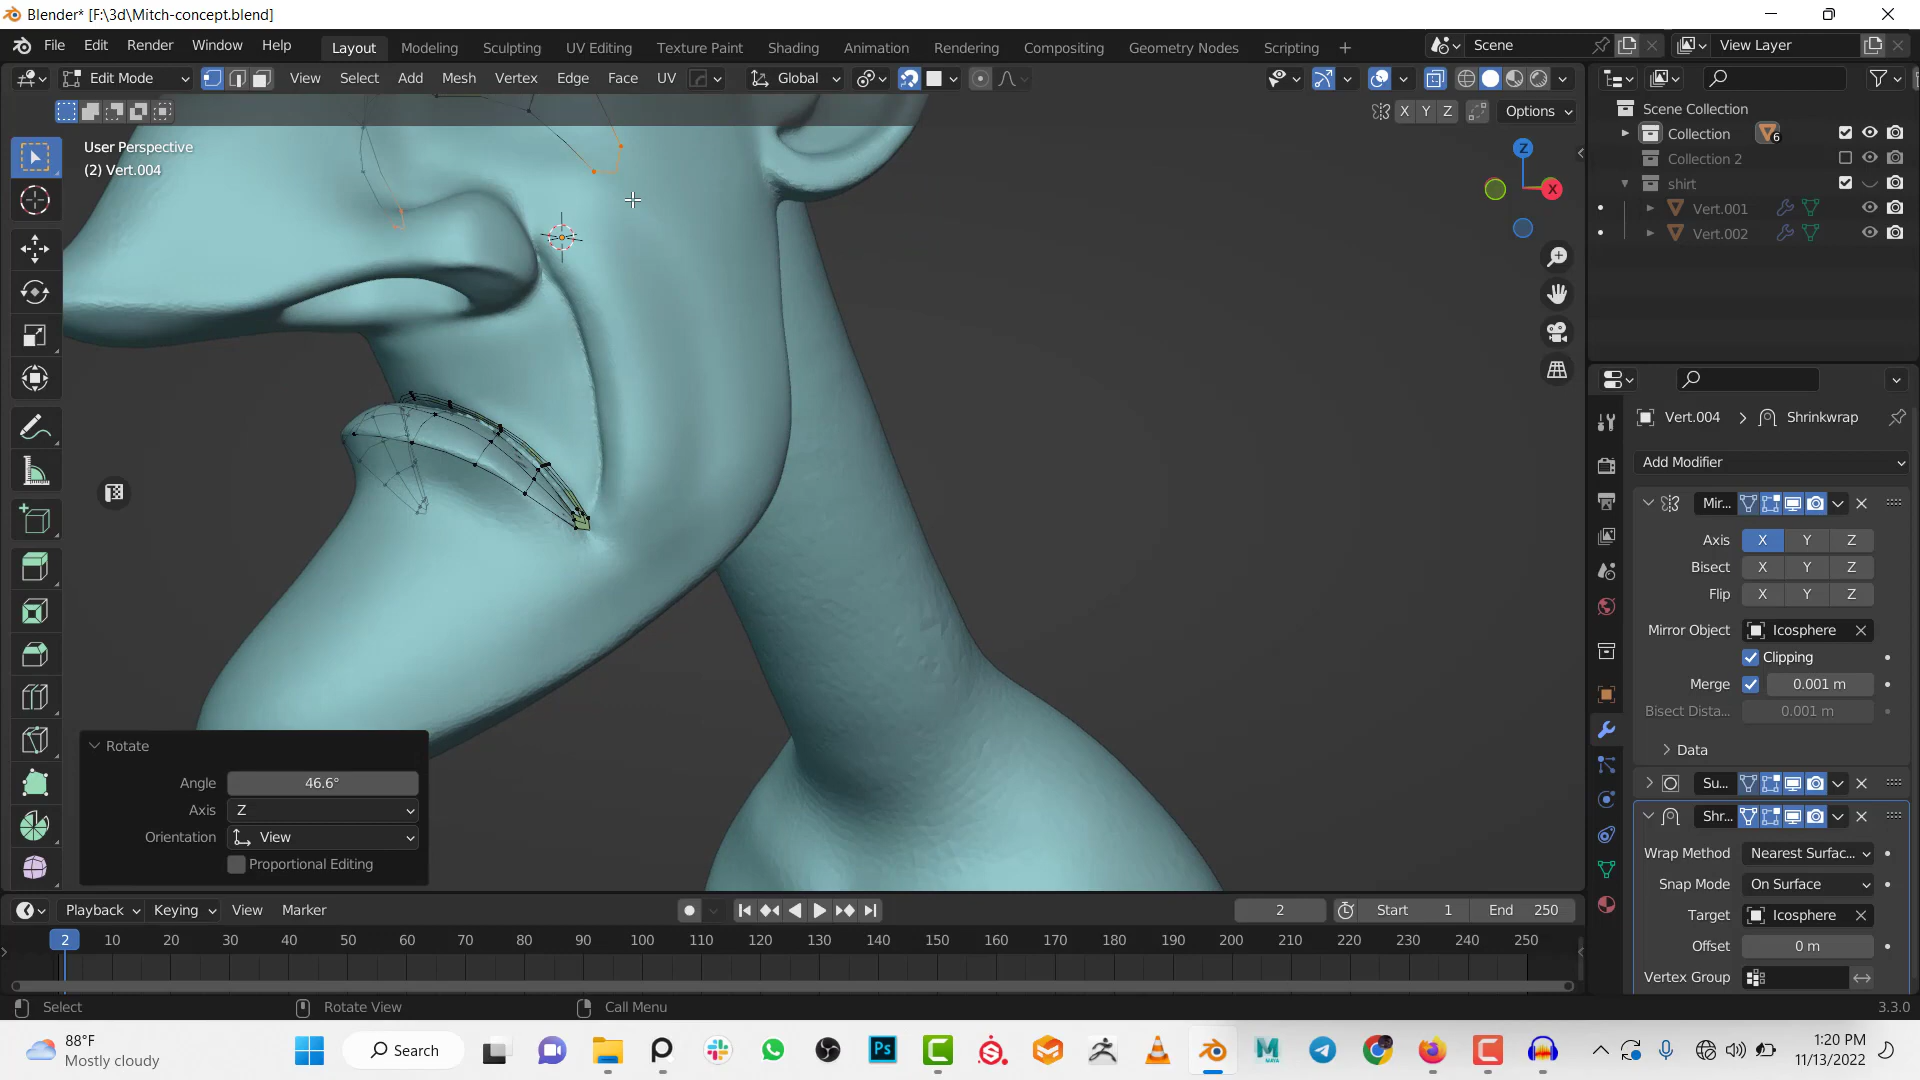 Blender* [F:\3d\Mitch-concept.blend]
File Edit Render Window Help
Layout Modeling Sculpting UV Editing Texture Paint Shading Animation Rendering Compositing Geometry Nodes Scripting +
Scene
View Layer
Edit Mode
View Select Add Mesh Vertex Edge Face UV
Global
X Y Z
Options
User Perspective
(2) Vert.004
Z
X
Scene Collection
Collection 6
Collection 2
shirt
Vert.001
Vert.002
Vert.004 > Shrinkwrap
Add Modifier
Mir...
Axis X Y Z
Bisect X Y Z
Flip X Y Z
Mirror Object Icosphere
Clipping
Merge 0.001 m
Bisect Dista... 0.001 m
Data
Su...
Shr...
Wrap Method Nearest Surfac...
Snap Mode On Surface
Target Icosphere
Offset 0 m
Vertex Group
Rotate
Angle 46.6°
Axis Z
Orientation View
Proportional Editing
Playback Keying View Marker
2
Start 1
End 250
2 10 20 30 40 50 60 70 80 90 100 110 120 130 140 150 160 170 180 190 200 210 220 230 240 250
Select
Rotate View
Call Menu
3.3.0
88°F
Mostly cloudy
Search
Ps
MAYA
1:20 PM
11/13/2022